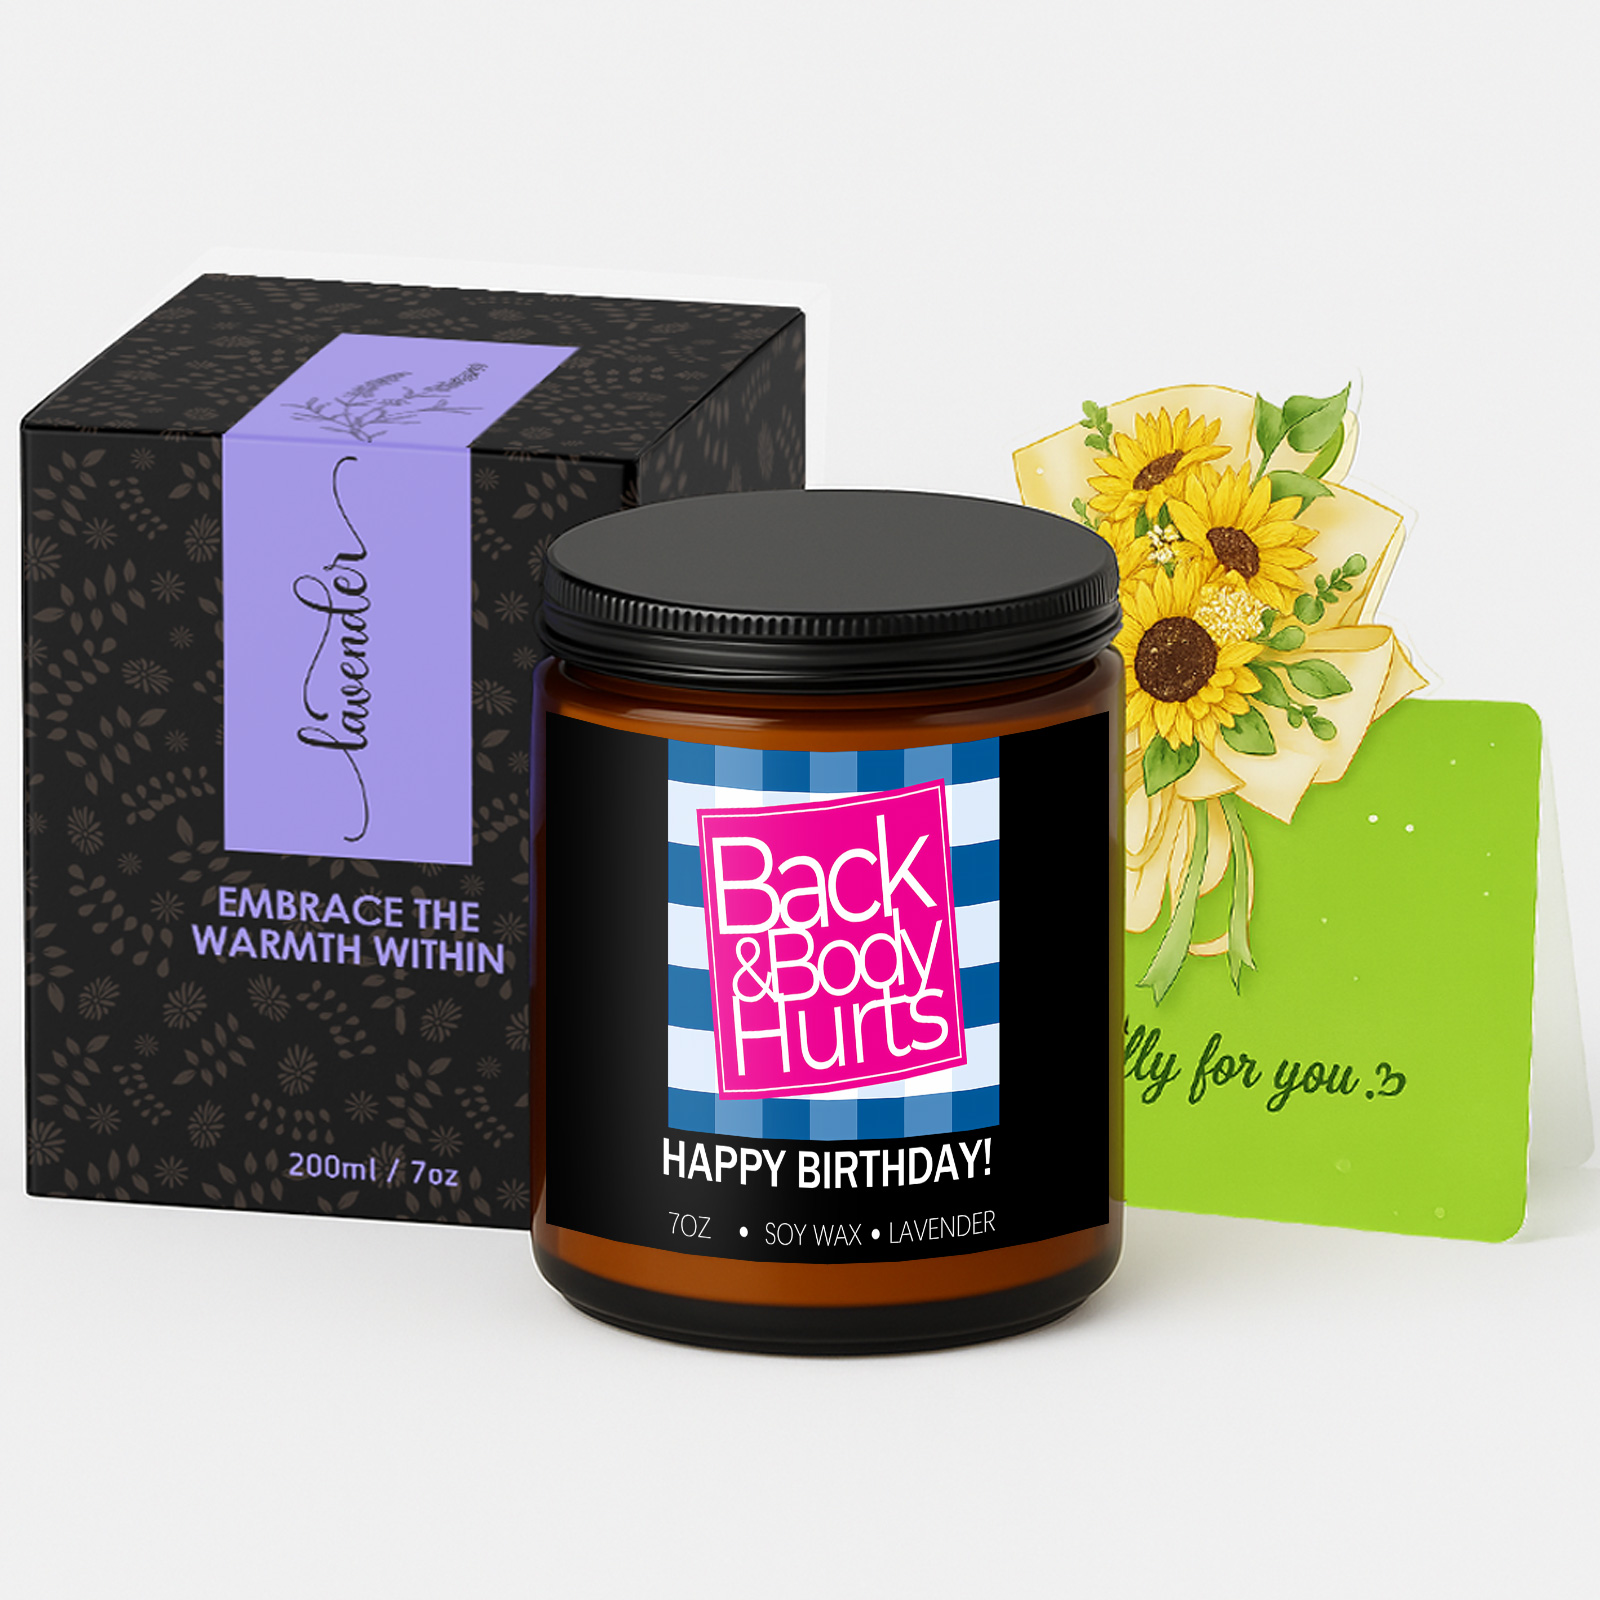 lavender
EMBRACE THE
WARMTH WITHIN
200ml / 7oz
Back
&Body
Hurts
HAPPY BIRTHDAY!
7OZ • SOY WAX • LAVENDER
for you